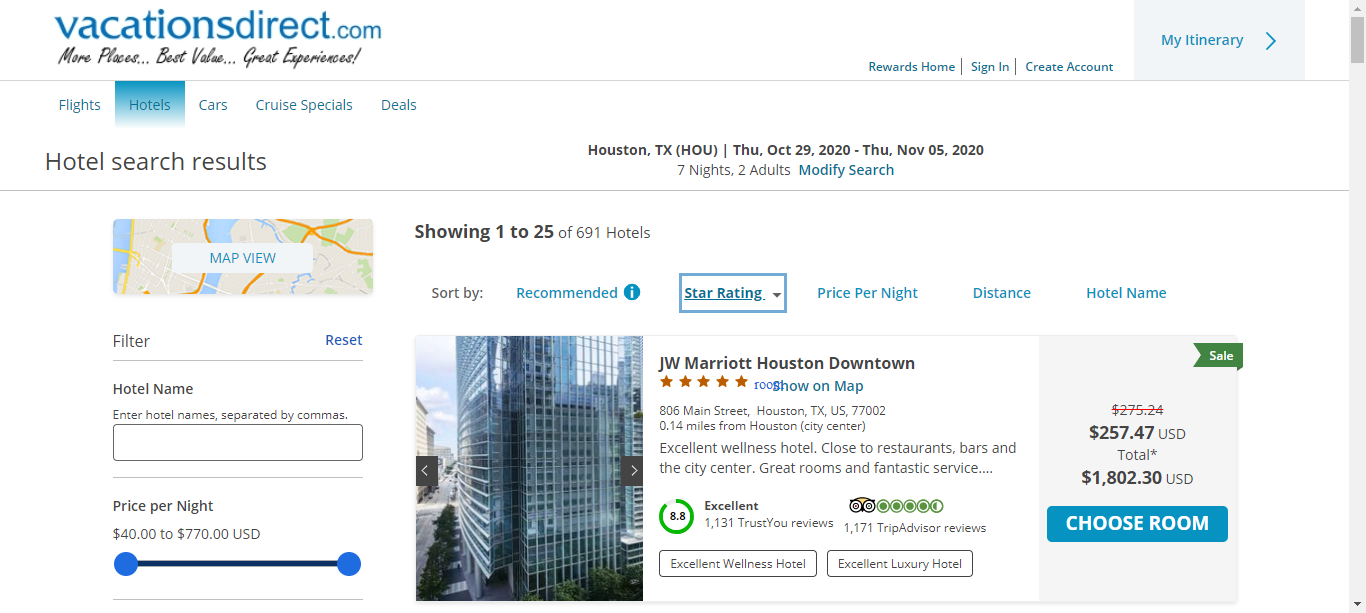 vacationsdirect.com
More Places... Best Value... Great Experiences!
My Itinerary
Rewards Home
Sign In
Create Account
Flights
Hotels
Cars
Cruise Specials
Deals
Hotel search results
Houston, TX (HOU) | Thu, Oct 29, 2020 - Thu, Nov 05, 2020
7 Nights, 2 Adults Modify Search
MAP VIEW
Showing 1 to 25 of 691 Hotels
Sort by:
Recommended
Star Rating
Price Per Night
Distance
Hotel Name
Filter
Reset
Hotel Name
Enter hotel names, separated by commas.
Price per Night
$40.00 to $770.00 USD
JW Marriott Houston Downtown
room
Show on Map
806 Main Street, Houston, TX, US, 77002
0.14 miles from Houston (city center)
Excellent wellness hotel. Close to restaurants, bars and
the city center. Great rooms and fantastic service....
8.8
Excellent
1,131 TrustYou reviews
1,171 TripAdvisor reviews
Excellent Wellness Hotel
Excellent Luxury Hotel
Sale
$275.24
$257.47 USD
Total*
$1,802.30 USD
CHOOSE ROOM